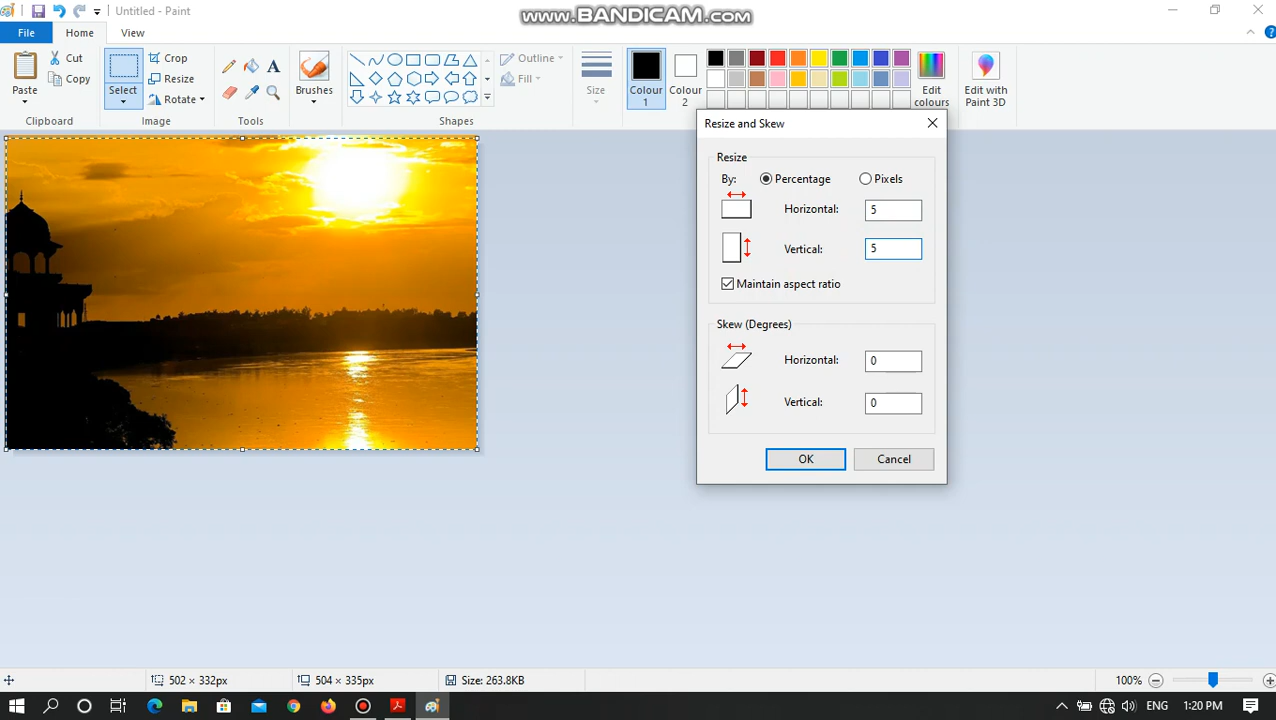 Untitled - Paint
www.BANDICAM.com
File
Home
View
Paste
Cut
Copy
Clipboard
Select
Crop
Resize
Rotate
Image
Tools
Brushes
Shapes
Outline
Fill
Size
Colour 1
Colour 2
Edit colours
Edit with Paint 3D
Resize and Skew
Resize
By:
Percentage
Pixels
Horizontal:
5
Vertical:
5
Maintain aspect ratio
Skew (Degrees)
Horizontal:
0
Vertical:
0
OK
Cancel
502 × 332px
504 × 335px
Size: 263.8KB
100%
ENG
1:20 PM